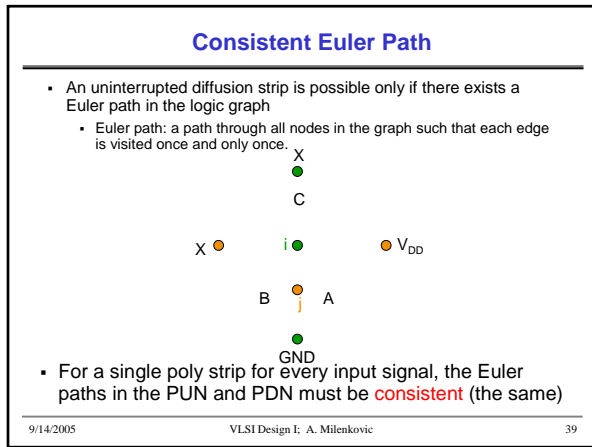 Consistent Euler Path
▪ An uninterrupted diffusion strip is possible only if there exists a
Euler path in the logic graph
▪ Euler path: a path through all nodes in the graph such that each edge
is visited once and only once.
X
C
X
i
V_DD
B
j
A
GND
▪ For a single poly strip for every input signal, the Euler
paths in the PUN and PDN must be consistent (the same)
9/14/2005
VLSI Design I; A. Milenkovic
39